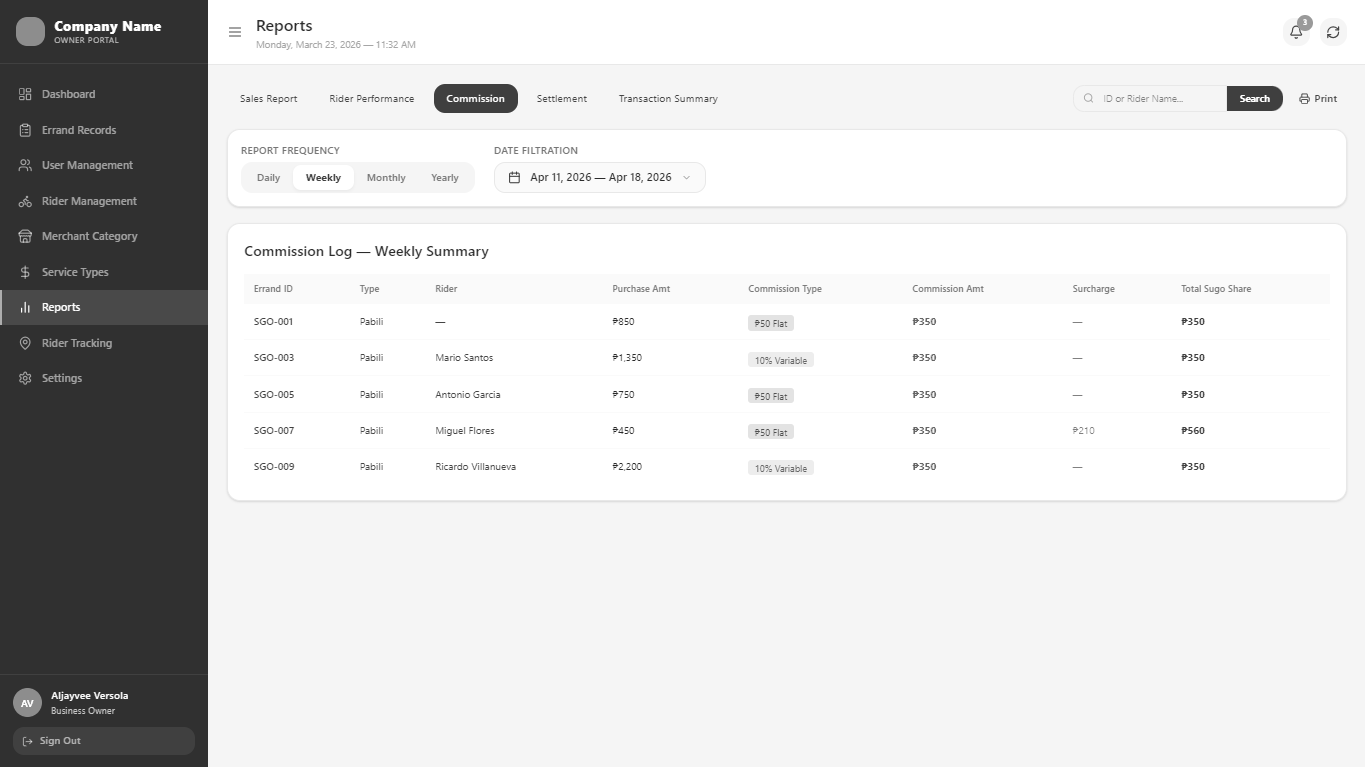 Company Name
OWNER PORTAL
Dashboard
Errand Records
User Management
Rider Management
Merchant Category
Service Types
Reports
Rider Tracking
Settings
AV
Aljayvee Versola
Business Owner
Sign Out
Reports
Monday, March 23, 2026 — 11:32 AM
3
Sales Report Rider Performance Commission Settlement Transaction Summary
ID or Rider Name... Search Print
REPORT FREQUENCY DATE FILTRATION
Daily Weekly Monthly Yearly Apr 11, 2026 — Apr 18, 2026
Commission Log — Weekly Summary
Errand ID Type Rider Purchase Amt Commission Type Commission Amt Surcharge Total Sugo Share
SGO-001 Pabili — ₱850 ₱50 Flat ₱350 — ₱350
SGO-003 Pabili Mario Santos ₱1,350 10% Variable ₱350 — ₱350
SGO-005 Pabili Antonio Garcia ₱750 ₱50 Flat ₱350 — ₱350
SGO-007 Pabili Miguel Flores ₱450 ₱50 Flat ₱350 ₱210 ₱560
SGO-009 Pabili Ricardo Villanueva ₱2,200 10% Variable ₱350 — ₱350